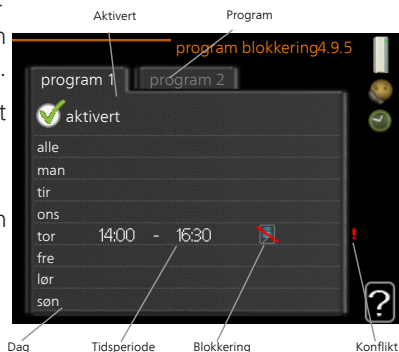 Aktivert Program
n program blokkering4.9.5
. program 1 program 2
t aktivert
alle
man
tir
ons
n tor 14:00 - 16:30 !
fre
lør
søn ?
Dag Tidsperiode Blokkering Konflikt